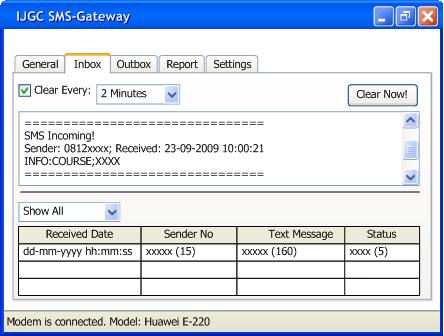 IJGC SMS-Gateway
General Inbox Outbox Report Settings
Clear Every: 2 Minutes Clear Now!
===============================
SMS Incoming!
Sender: 0812xxxx; Received: 23-09-2009 10:00:21
INFO:COURSE;XXXX
===============================
Show All
Received Date Sender No Text Message Status
dd-mm-yyyy hh:mm:ss xxxxx (15) xxxxx (160) xxxx (5)
Modem is connected. Model: Huawei E-220